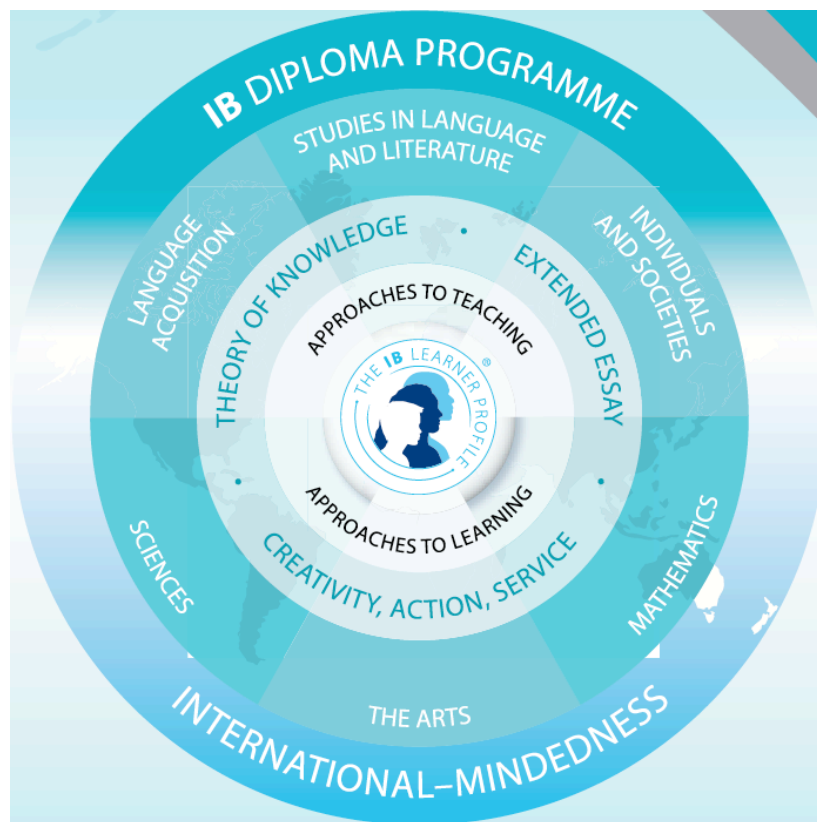 IB DIPLOMA PROGRAMME
STUDIES IN LANGUAGE
AND LITERATURE
LANGUAGE
ACQUISITION
INDIVIDUALS
AND SOCIETIES
THEORY OF KNOWLEDGE
EXTENDED ESSAY
APPROACHES TO TEACHING
THE IB LEARNER PROFILE®
APPROACHES TO LEARNING
CREATIVITY, ACTION, SERVICE
SCIENCES
MATHEMATICS
THE ARTS
INTERNATIONAL–MINDEDNESS